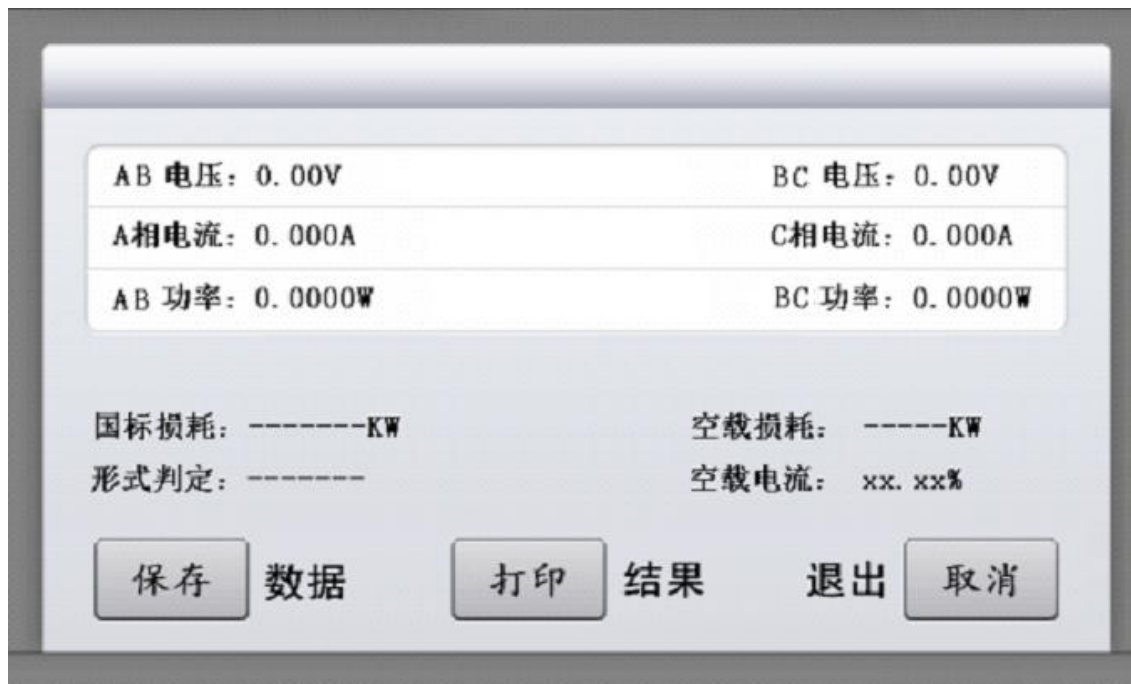 AB 电压：0.00V BC 电压：0.00V
A相电流：0.000A C相电流：0.000A
AB 功率：0.0000W BC 功率：0.0000W
国标损耗：-------KW 空载损耗： -----KW
形式判定：------- 空载电流： xx.xx%
保存 数据 打印 结果 退出 取消